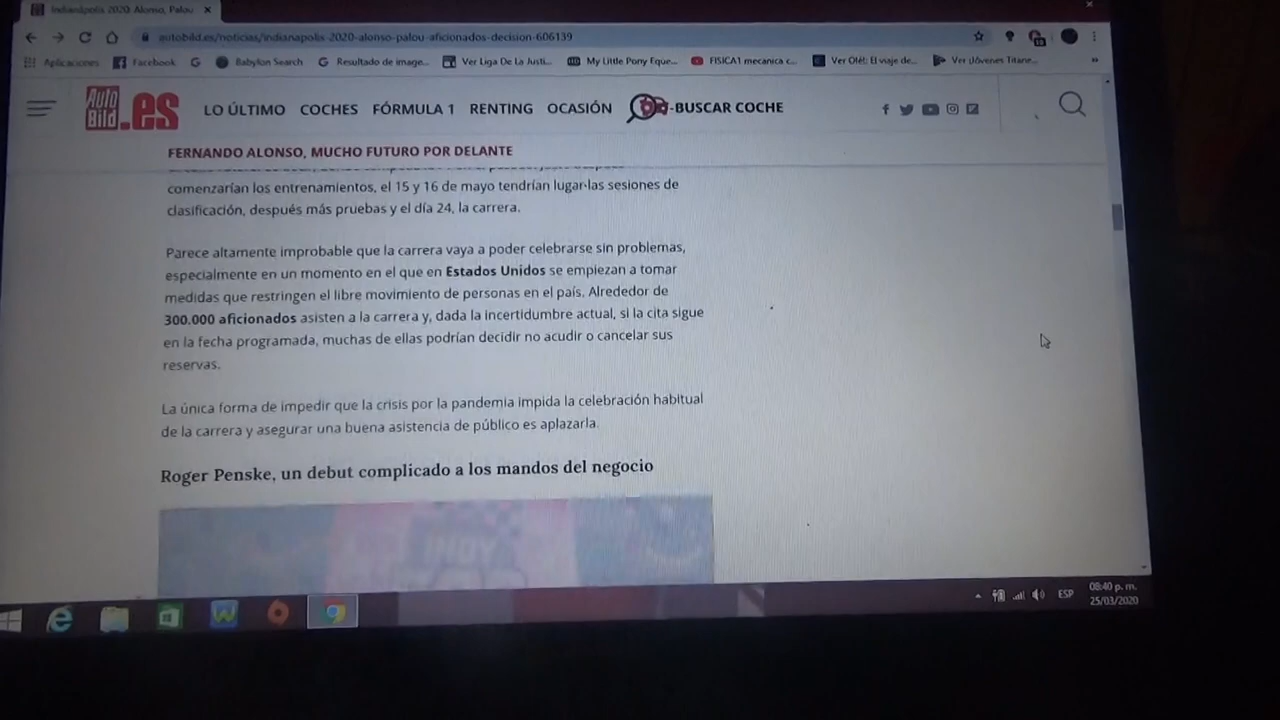 Indianápolis 2020: Alonso, Palou
autobild.es/noticias/indianapolis-2020-alonso-palou-aficionados-decision-606139
Aplicaciones Facebook Babylon Search Resultado de image... Ver Liga De La Justi... My Little Pony Eque... FISICA1 mecanica c... Ver Olé!: El viaje de... Ver ¡Jóvenes Titane... »
Auto Bild.es LO ÚLTIMO COCHES FÓRMULA 1 RENTING OCASIÓN -BUSCAR COCHE
FERNANDO ALONSO, MUCHO FUTURO POR DELANTE
comenzarían los entrenamientos, el 15 y 16 de mayo tendrían lugar las sesiones de
clasificación, después más pruebas y el día 24, la carrera.
Parece altamente improbable que la carrera vaya a poder celebrarse sin problemas,
especialmente en un momento en el que en Estados Unidos se empiezan a tomar
medidas que restringen el libre movimiento de personas en el país. Alrededor de
300.000 aficionados asisten a la carrera y, dada la incertidumbre actual, si la cita sigue
en la fecha programada, muchas de ellas podrían decidir no acudir o cancelar sus
reservas.
La única forma de impedir que la crisis por la pandemia impida la celebración habitual
de la carrera y asegurar una buena asistencia de público es aplazarla.
Roger Penske, un debut complicado a los mandos del negocio
INDY
ESP
08:40 p. m.
25/03/2020